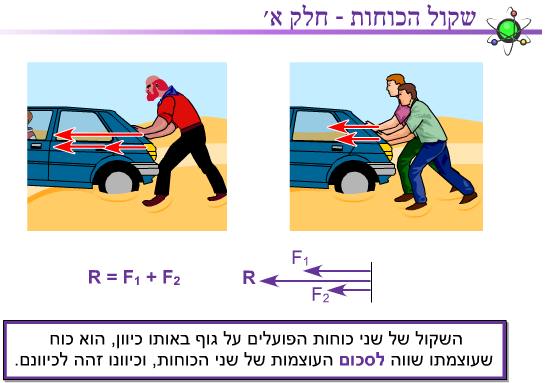 שקול הכוחות - חלק א׳
R = F1 + F2
F1
R
F2
השקול של שני כוחות הפועלים על גוף באותו כיוון, הוא כוח
שעוצמתו שווה לסכום העוצמות של שני הכוחות, וכיוונו זהה לכיוונם.